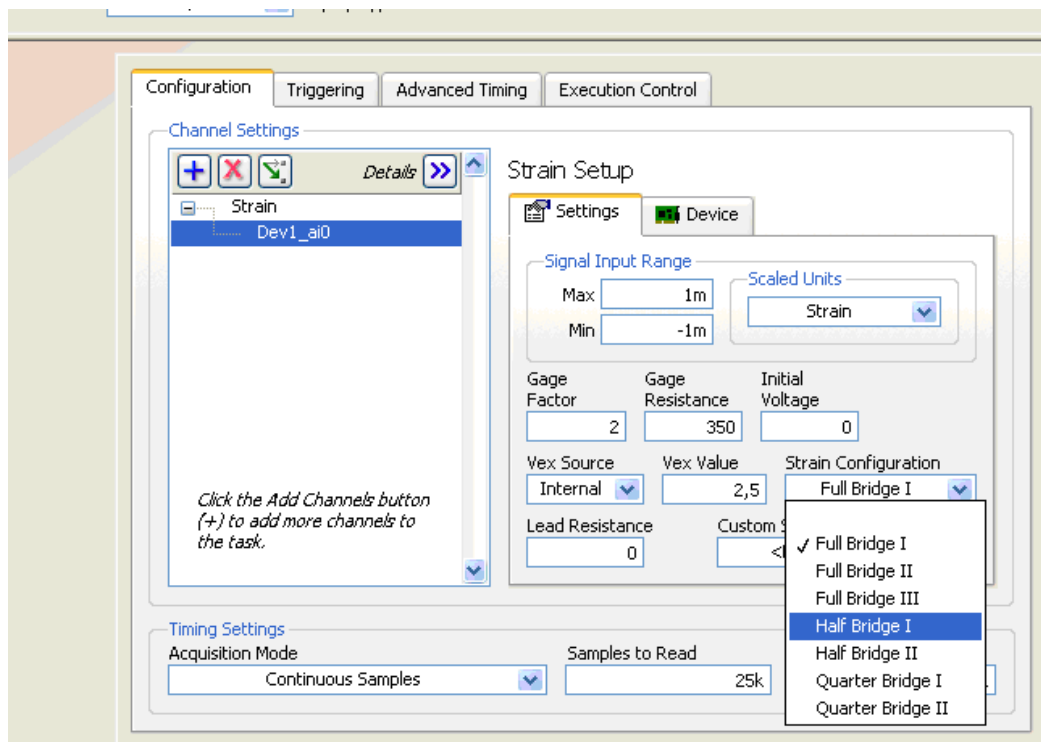 Configuration
Triggering
Advanced Timing
Execution Control
Channel Settings
Details
Strain
Dev1_ai0
Click the Add Channels button
(+) to add more channels to
the task.
Strain Setup
Settings
Device
Signal Input Range
Max 1m
Min -1m
Scaled Units
Strain
Gage Factor 2
Gage Resistance 350
Initial Voltage 0
Vex Source Internal
Vex Value 2,5
Strain Configuration
Full Bridge I
Lead Resistance 0
Custom
✓ Full Bridge I
Full Bridge II
Full Bridge III
Half Bridge I
Half Bridge II
Quarter Bridge I
Quarter Bridge II
Timing Settings
Acquisition Mode
Continuous Samples
Samples to Read
25k